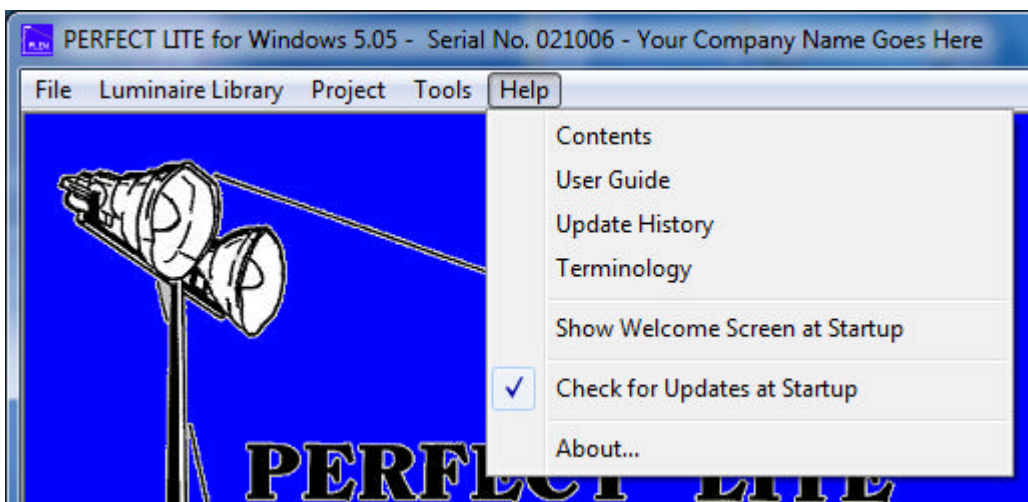 PERFECT LITE for Windows 5.05 - Serial No. 021006 - Your Company Name Goes Here
File Luminaire Library Project Tools Help
Contents
User Guide
Update History
Terminology
Show Welcome Screen at Startup
Check for Updates at Startup
About...
PERFECT LITE